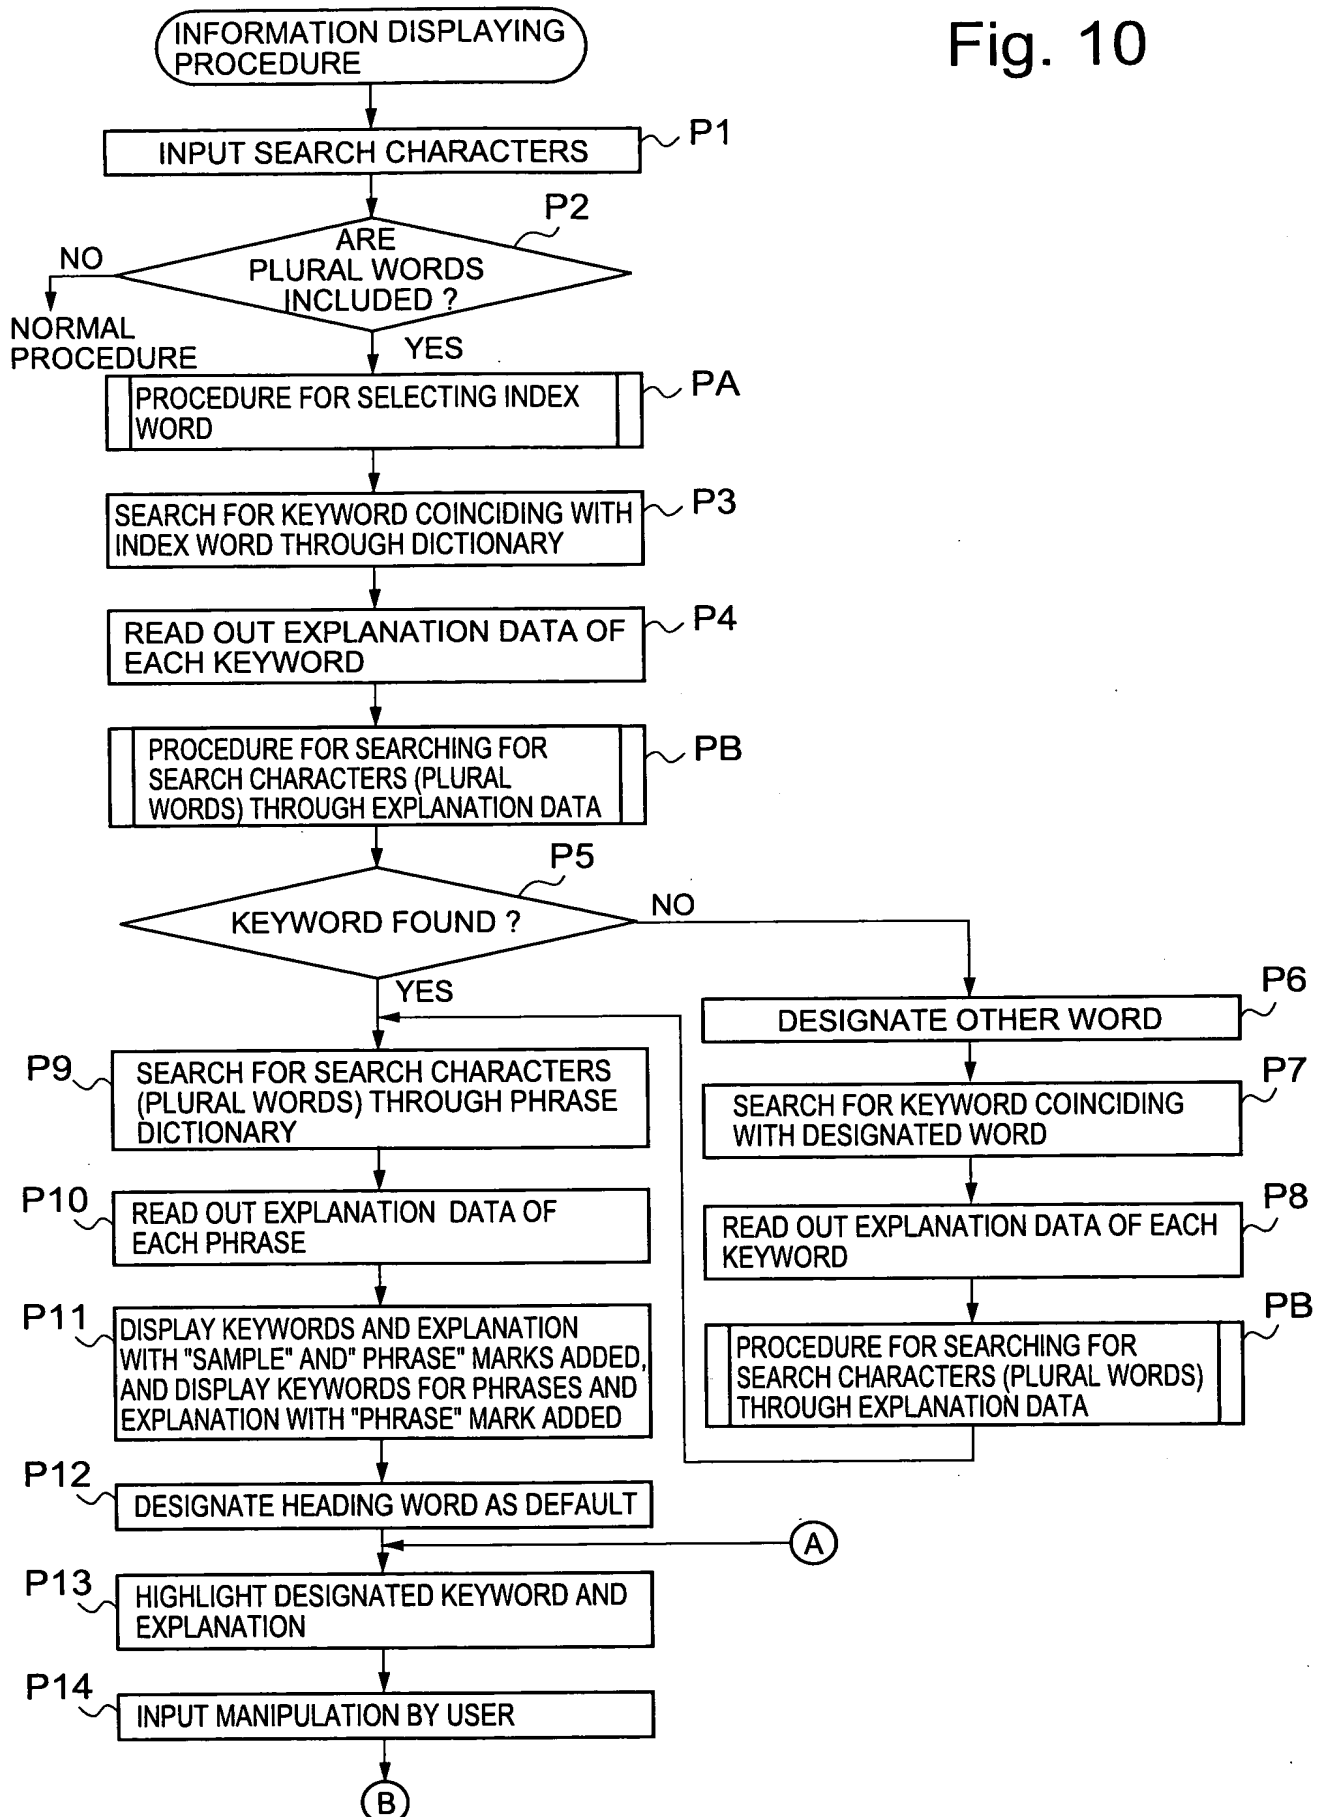 Fig. 10
INFORMATION DISPLAYING
PROCEDURE
P1
INPUT SEARCH CHARACTERS
P2
ARE
PLURAL WORDS
INCLUDED ?
NO
NORMAL
PROCEDURE
YES
PA
PROCEDURE FOR SELECTING INDEX
WORD
P3
SEARCH FOR KEYWORD COINCIDING WITH
INDEX WORD THROUGH DICTIONARY
P4
READ OUT EXPLANATION DATA OF
EACH KEYWORD
PB
PROCEDURE FOR SEARCHING FOR
SEARCH CHARACTERS (PLURAL
WORDS) THROUGH EXPLANATION DATA
P5
KEYWORD FOUND ?
NO
YES
P6
DESIGNATE OTHER WORD
P7
SEARCH FOR KEYWORD COINCIDING
WITH DESIGNATED WORD
P8
READ OUT EXPLANATION DATA OF EACH
KEYWORD
PB
PROCEDURE FOR SEARCHING FOR
SEARCH CHARACTERS (PLURAL WORDS)
THROUGH EXPLANATION DATA
P9
SEARCH FOR SEARCH CHARACTERS
(PLURAL WORDS) THROUGH PHRASE
DICTIONARY
P10
READ OUT EXPLANATION DATA OF
EACH PHRASE
P11
DISPLAY KEYWORDS AND EXPLANATION
WITH "SAMPLE" AND" PHRASE" MARKS ADDED,
AND DISPLAY KEYWORDS FOR PHRASES AND
EXPLANATION WITH "PHRASE" MARK ADDED
P12
DESIGNATE HEADING WORD AS DEFAULT
A
P13
HIGHLIGHT DESIGNATED KEYWORD AND
EXPLANATION
P14
INPUT MANIPULATION BY USER
B